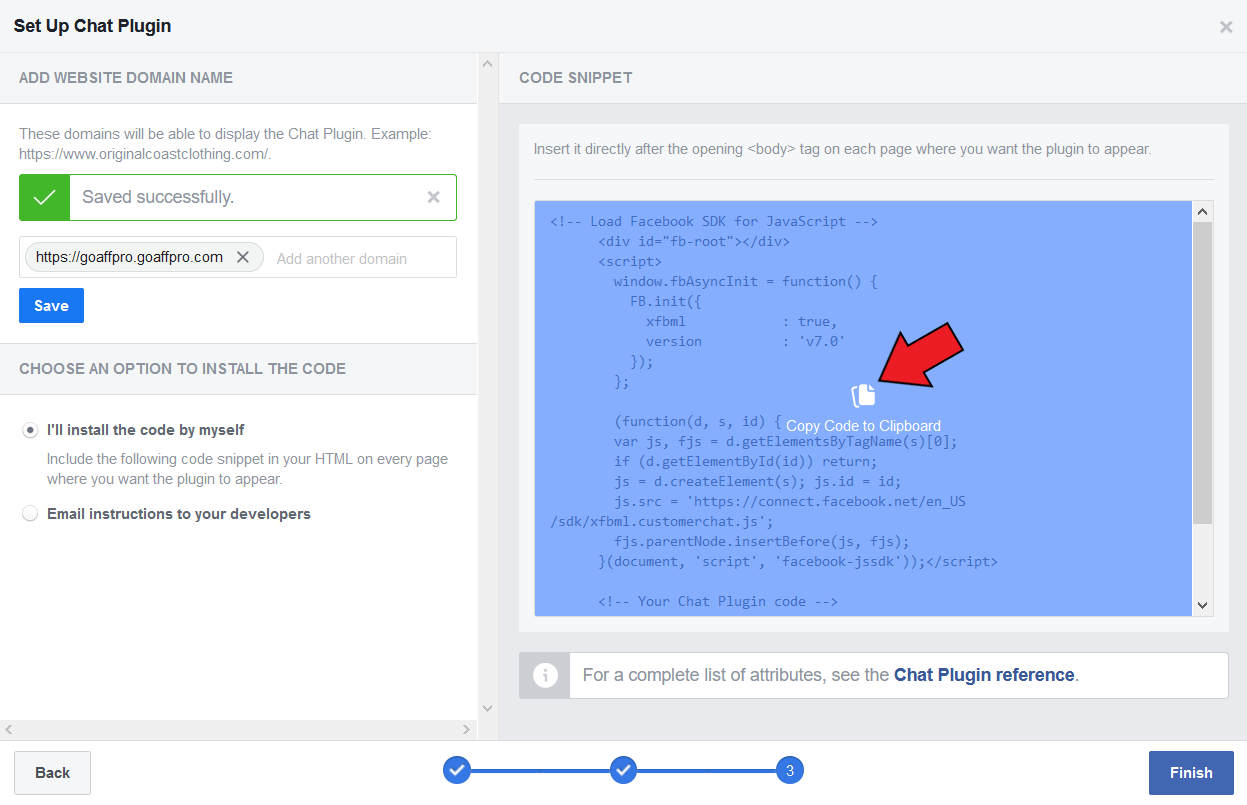 Set Up Chat Plugin
ADD WEBSITE DOMAIN NAME
These domains will be able to display the Chat Plugin. Example:
https://www.originalcoastclothing.com/.
Saved successfully.
https://goaffpro.goaffpro.com
Add another domain
Save
CHOOSE AN OPTION TO INSTALL THE CODE
I'll install the code by myself
Include the following code snippet in your HTML on every page
where you want the plugin to appear.
Email instructions to your developers
CODE SNIPPET
Insert it directly after the opening <body> tag on each page where you want the plugin to appear.
<!-- Load Facebook SDK for JavaScript -->
<div id="fb-root"></div>
<script>
window.fbAsyncInit = function() {
FB.init({
xfbml : true,
version : 'v7.0'
});
};
(function(d, s, id) {
Copy Code to Clipboard
var js, fjs = d.getElementsByTagName(s)[0];
if (d.getElementById(id)) return;
js = d.createElement(s); js.id = id;
js.src = 'https://connect.facebook.net/en_US
/sdk/xfbml.customerchat.js';
fjs.parentNode.insertBefore(js, fjs);
}(document, 'script', 'facebook-jssdk'));</script>
<!-- Your Chat Plugin code -->
For a complete list of attributes, see the Chat Plugin reference.
Back
3
Finish